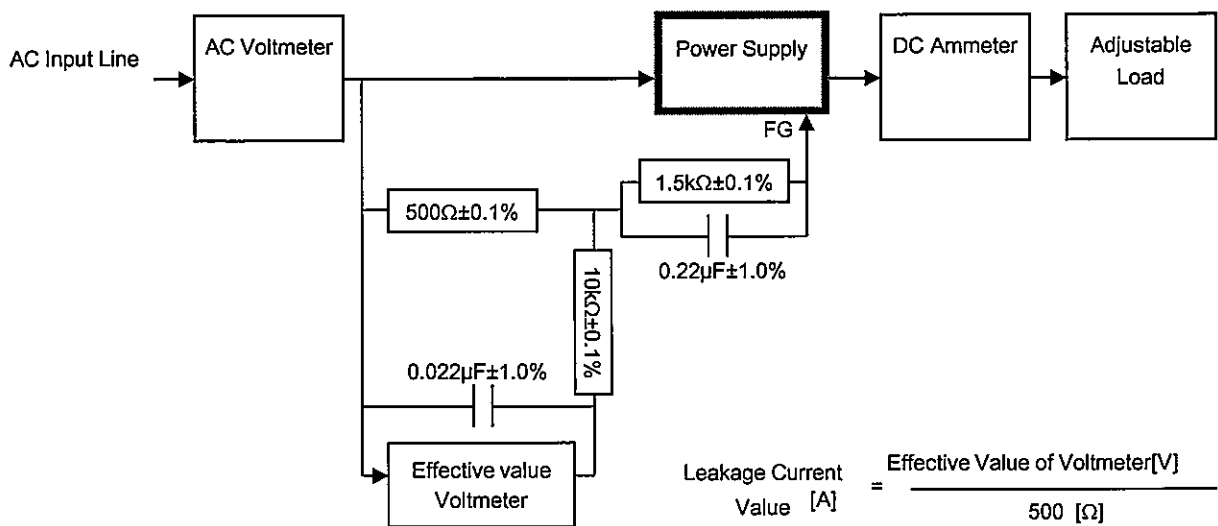 AC Input Line
AC Voltmeter
Power Supply
DC Ammeter
Adjustable
Load
FG
500Ω±0.1%
1.5kΩ±0.1%
0.22µF±1.0%
10kΩ±0.1%
0.022µF±1.0%
Effective value
Voltmeter
Leakage Current
Value [A]
=
Effective Value of Voltmeter[V]
500 [Ω]